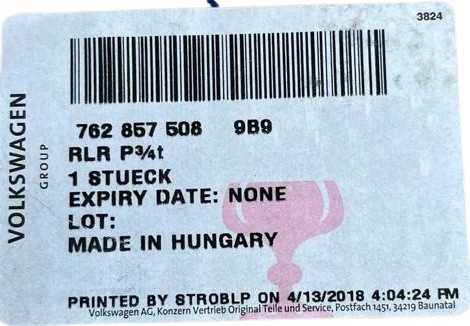 3824
762 857 508 9B9
RLR P¾t
1 STUECK
EXPIRY DATE: NONE
LOT:
MADE IN HUNGARY
PRINTED BY STROBLP ON 4/13/2018 4:04:24 PM
Volkswagen AG, Konzern Vertrieb Original Teile und Service, Postfach 1451, 34219 Baunatal
VOLKSWAGEN
GROUP